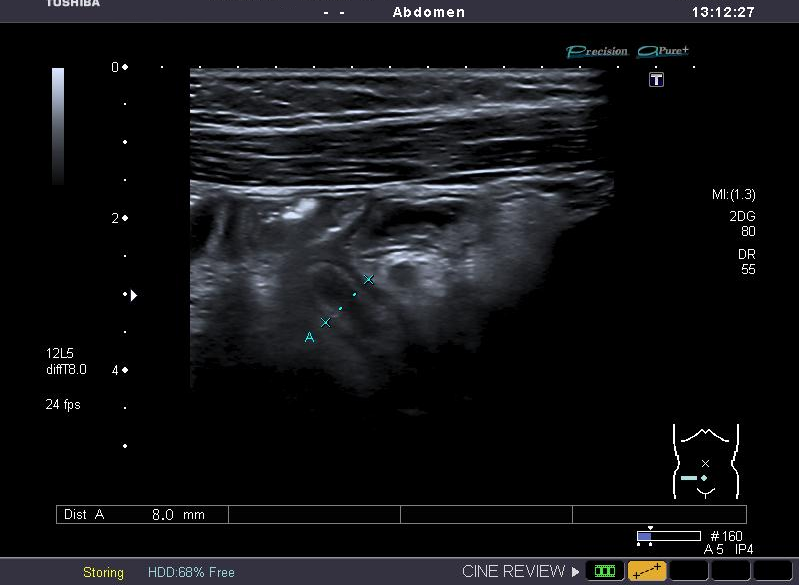 TOSHIBA
- - Abdomen 13:12:27
Precision APure+
0
T
MI:(1.3)
2DG
80
DR
55
2
A
12L5
diffT8.0
4
24 fps
Dist A 8.0 mm
#160
A 5 IP4
Storing HDD:68% Free CINE REVIEW